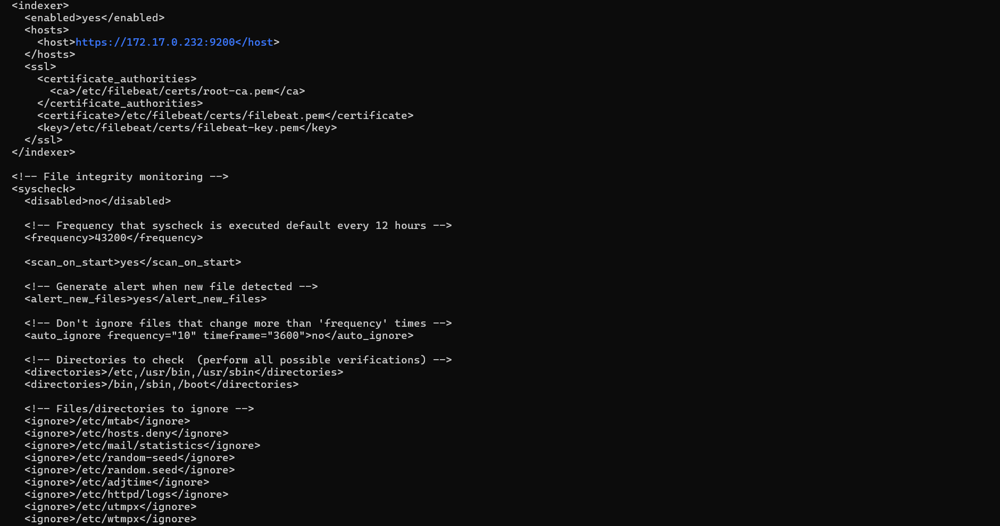 <indexer>
  <enabled>yes</enabled>
  <hosts>
    <host>https://172.17.0.232:9200</host>
  </hosts>
  <ssl>
    <certificate_authorities>
      <ca>/etc/filebeat/certs/root-ca.pem</ca>
    </certificate_authorities>
    <certificate>/etc/filebeat/certs/filebeat.pem</certificate>
    <key>/etc/filebeat/certs/filebeat-key.pem</key>
  </ssl>
</indexer>

<!-- File integrity monitoring -->
<syscheck>
  <disabled>no</disabled>

  <!-- Frequency that syscheck is executed default every 12 hours -->
  <frequency>43200</frequency>

  <scan_on_start>yes</scan_on_start>

  <!-- Generate alert when new file detected -->
  <alert_new_files>yes</alert_new_files>

  <!-- Don't ignore files that change more than 'frequency' times -->
  <auto_ignore frequency="10" timeframe="3600">no</auto_ignore>

  <!-- Directories to check  (perform all possible verifications) -->
  <directories>/etc,/usr/bin,/usr/sbin</directories>
  <directories>/bin,/sbin,/boot</directories>

  <!-- Files/directories to ignore -->
  <ignore>/etc/mtab</ignore>
  <ignore>/etc/hosts.deny</ignore>
  <ignore>/etc/mail/statistics</ignore>
  <ignore>/etc/random-seed</ignore>
  <ignore>/etc/random.seed</ignore>
  <ignore>/etc/adjtime</ignore>
  <ignore>/etc/httpd/logs</ignore>
  <ignore>/etc/utmpx</ignore>
  <ignore>/etc/wtmpx</ignore>